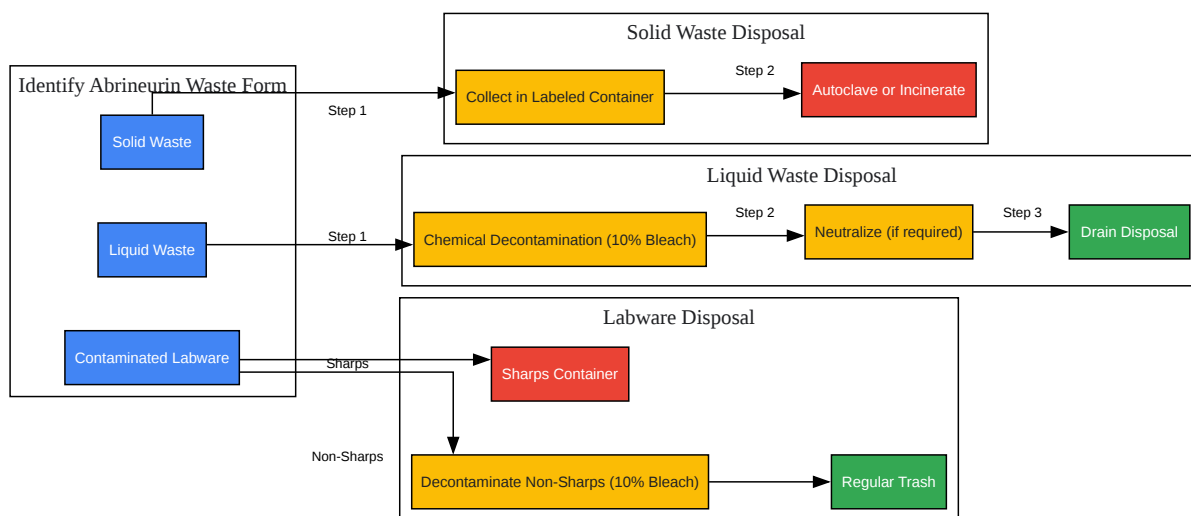 Solid Waste Disposal
Identify Abrineurin Waste Form
Step 1
Collect in Labeled Container
Step 2
Autoclave or Incinerate
Solid Waste
Liquid Waste Disposal
Liquid Waste
Step 1
Chemical Decontamination (10% Bleach)
Step 2
Neutralize (if required)
Step 3
Drain Disposal
Labware Disposal
Contaminated Labware
Sharps
Sharps Container
Non-Sharps
Decontaminate Non-Sharps (10% Bleach)
Regular Trash